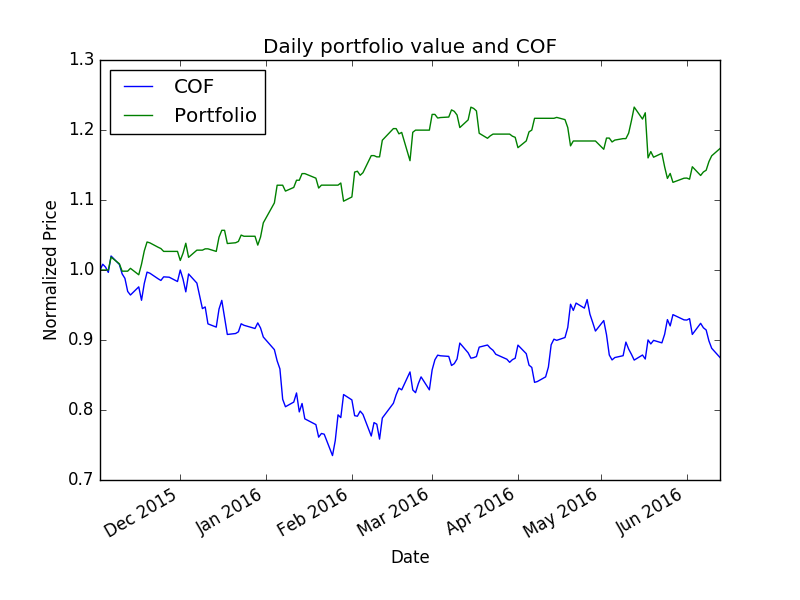 Daily portfolio value and COF
1.3
COF
Portfolio
1.2
1.1
1.0
0.9
0.8
0.7
Normalized Price
Dec 2015
Jan 2016
Feb 2016
Mar 2016
Apr 2016
May 2016
Jun 2016
Date